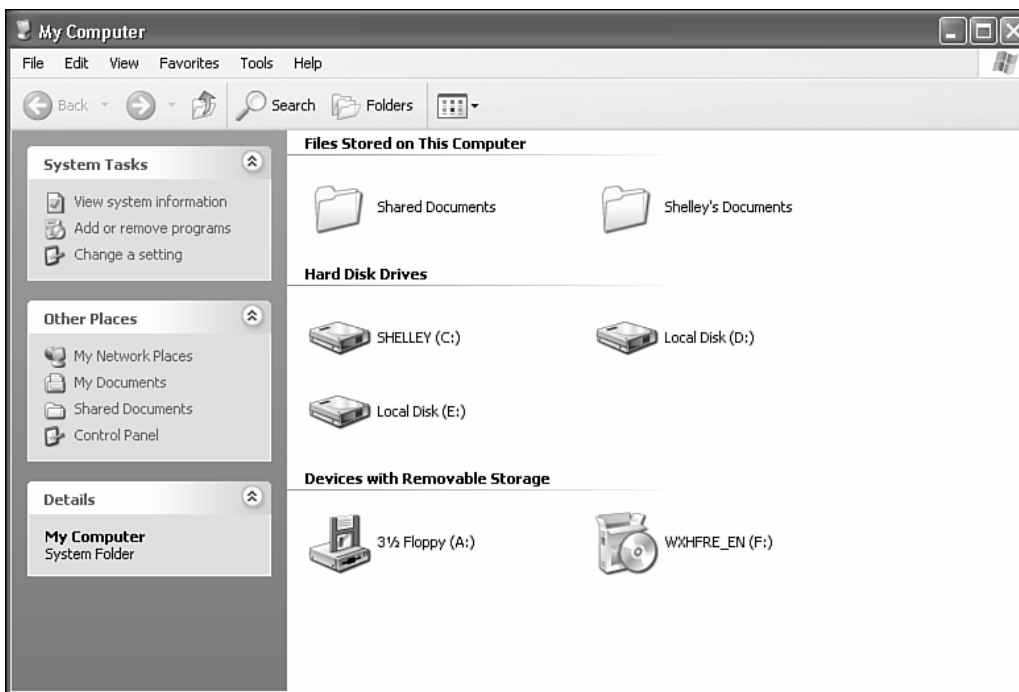 My Computer
File Edit View Favorites Tools Help
Back Search Folders
System Tasks
View system information
Add or remove programs
Change a setting
Other Places
My Network Places
My Documents
Shared Documents
Control Panel
Details
My Computer
System Folder
Files Stored on This Computer
Shared Documents Shelley's Documents
Hard Disk Drives
SHELLEY (C:) Local Disk (D:)
Local Disk (E:)
Devices with Removable Storage
3½ Floppy (A:) WXHFRE_EN (F:)